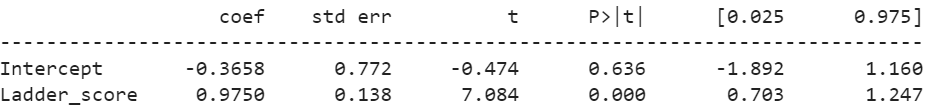 coef std err t P>|t| [0.025 0.975]
--------------------------------------------------------------------------------
Intercept -0.3658 0.772 -0.474 0.636 -1.892 1.160
Ladder_score 0.9750 0.138 7.084 0.000 0.703 1.247